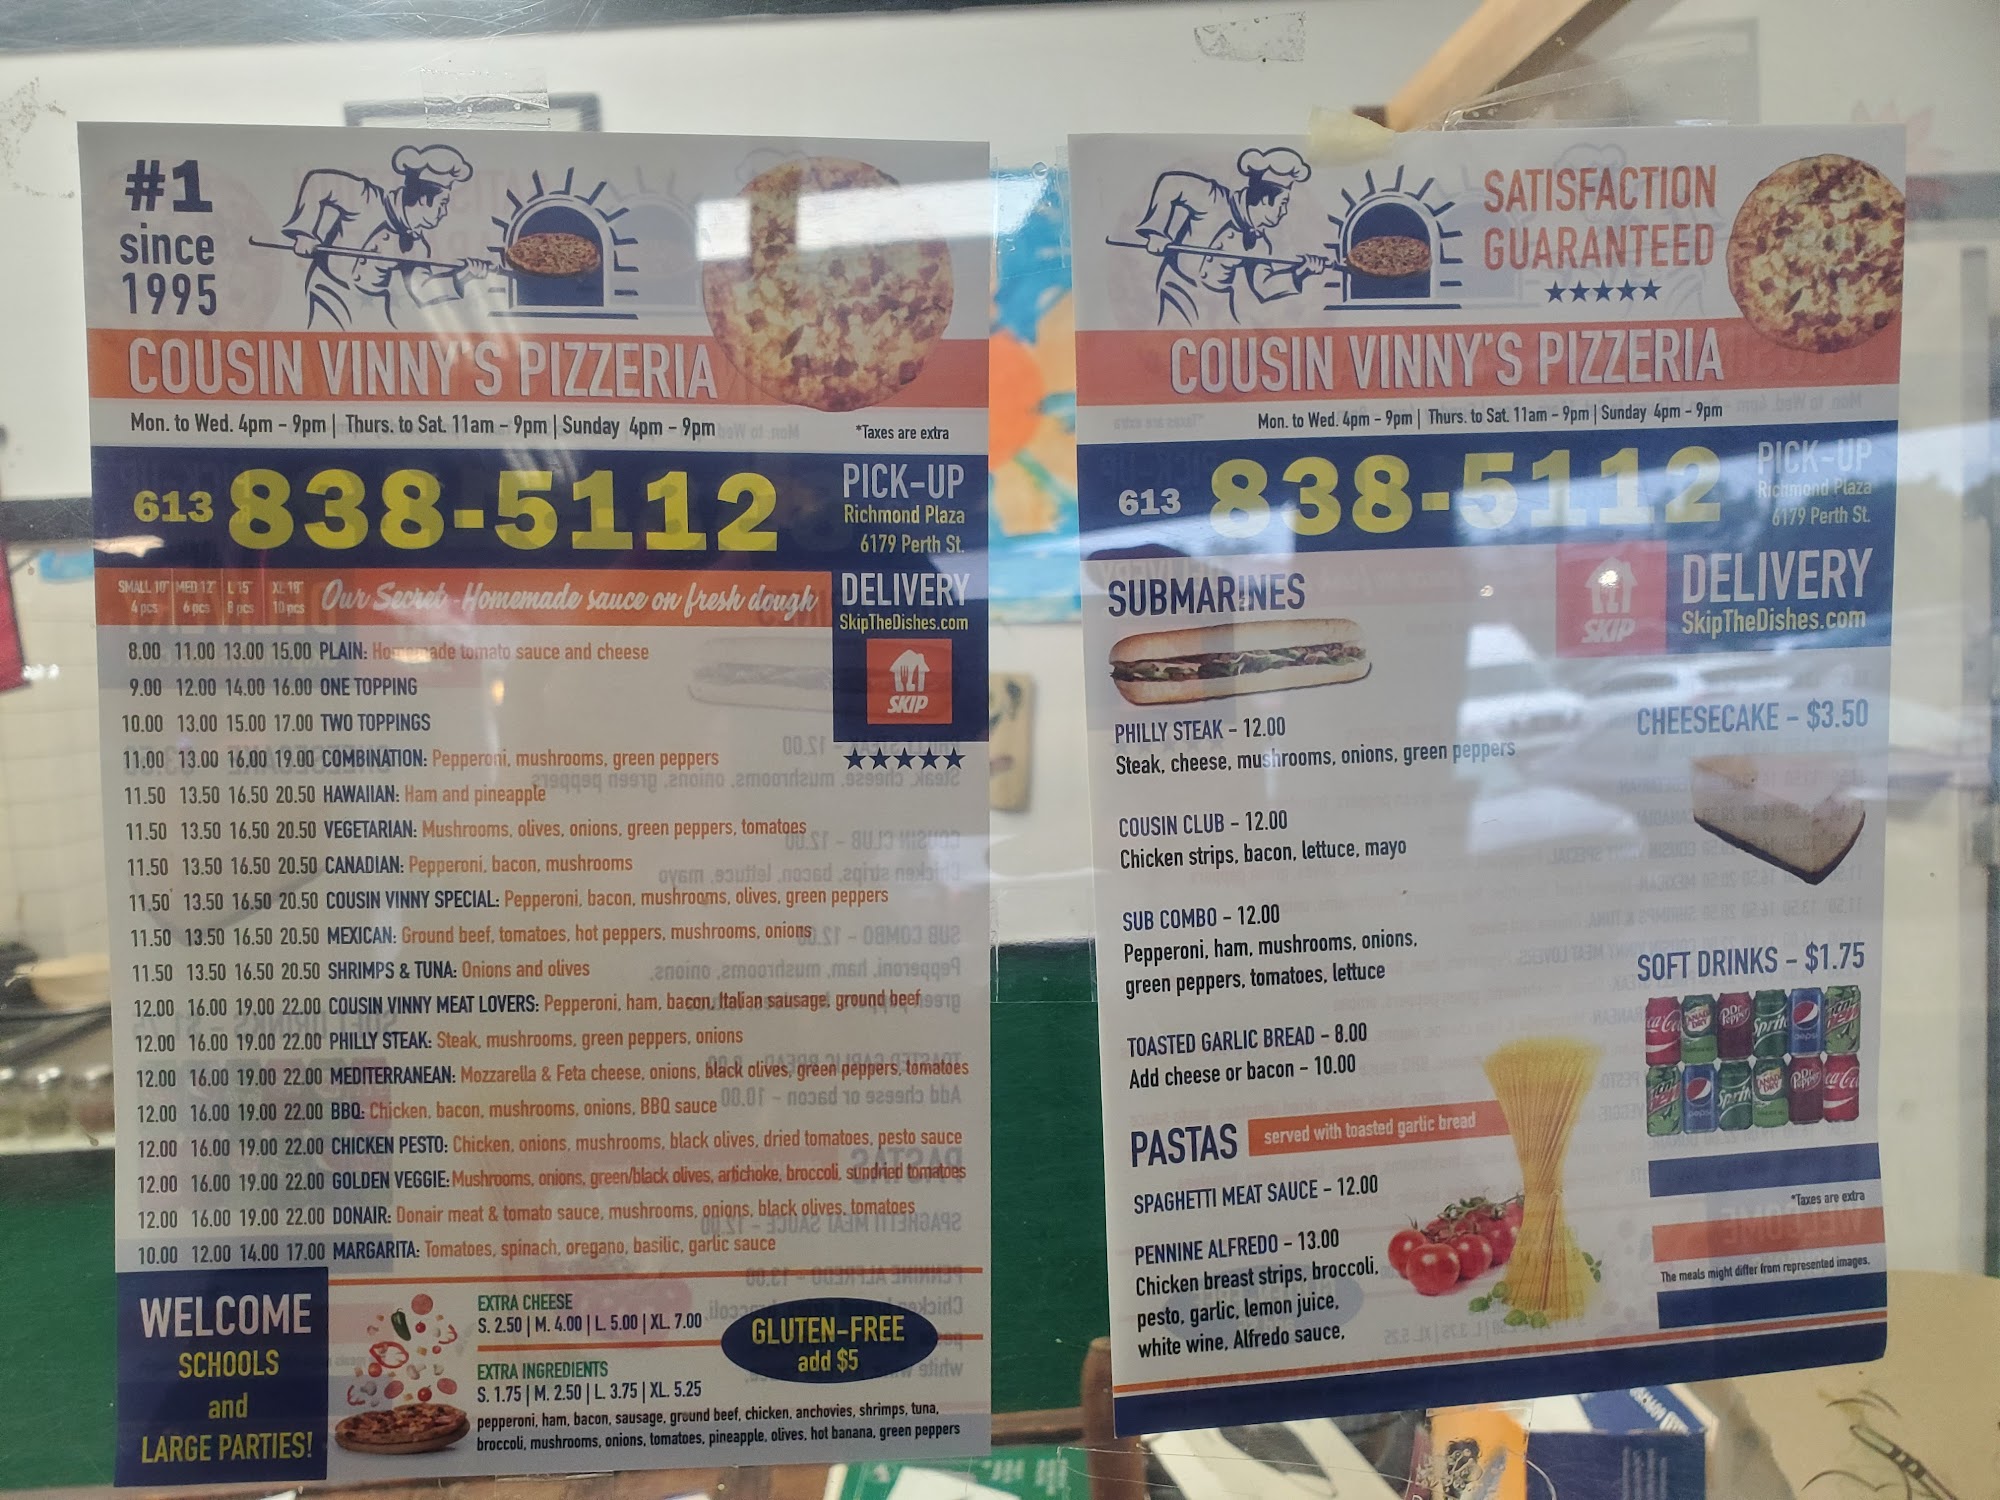 #1
since
1995
COUSIN VINNY'S PIZZERIA
Mon. to Wed. 4pm – 9pm | Thurs. to Sat. 11am – 9pm | Sunday 4pm – 9pm
*Taxes are extra
613 838-5112
PICK-UP
Richmond Plaza
6179 Perth St.
SMALL 10" MED 12" L 15" XL 18"
4 pcs 6 pcs 8 pcs 10 pcs
Our Secret - Homemade sauce on fresh dough
DELIVERY
SkipTheDishes.com
SKIP
8.00 11.00 13.00 15.00 PLAIN: Homemade tomato sauce and cheese
9.00 12.00 14.00 16.00 ONE TOPPING
10.00 13.00 15.00 17.00 TWO TOPPINGS
11.00 13.00 16.00 19.00 COMBINATION: Pepperoni, mushrooms, green peppers
11.50 13.50 16.50 20.50 HAWAIIAN: Ham and pineapple
11.50 13.50 16.50 20.50 VEGETARIAN: Mushrooms, olives, onions, green peppers, tomatoes
11.50 13.50 16.50 20.50 CANADIAN: Pepperoni, bacon, mushrooms
11.50 13.50 16.50 20.50 COUSIN VINNY SPECIAL: Pepperoni, bacon, mushrooms, olives, green peppers
11.50 13.50 16.50 20.50 MEXICAN: Ground beef, tomatoes, hot peppers, mushrooms, onions
11.50 13.50 16.50 20.50 SHRIMPS & TUNA: Onions and olives
12.00 16.00 19.00 22.00 COUSIN VINNY MEAT LOVERS: Pepperoni, ham, bacon, Italian sausage, ground beef
12.00 16.00 19.00 22.00 PHILLY STEAK: Steak, mushrooms, green peppers, onions
12.00 16.00 19.00 22.00 MEDITERRANEAN: Mozzarella & Feta cheese, onions, black olives, green peppers, tomatoes
12.00 16.00 19.00 22.00 BBQ: Chicken, bacon, mushrooms, onions, BBQ sauce
12.00 16.00 19.00 22.00 CHICKEN PESTO: Chicken, onions, mushrooms, black olives, dried tomatoes, pesto sauce
12.00 16.00 19.00 22.00 GOLDEN VEGGIE: Mushrooms, onions, green/black olives, artichoke, broccoli, sundried tomatoes
12.00 16.00 19.00 22.00 DONAIR: Donair meat & tomato sauce, mushrooms, onions, black olives, tomatoes
10.00 12.00 14.00 17.00 MARGARITA: Tomatoes, spinach, oregano, basilic, garlic sauce
WELCOME
SCHOOLS
and
LARGE PARTIES!
EXTRA CHEESE
S. 2.50 | M. 4.00 | L. 5.00 | XL. 7.00
EXTRA INGREDIENTS
S. 1.75 | M. 2.50 | L. 3.75 | XL. 5.25
pepperoni, ham, bacon, sausage, ground beef, chicken, anchovies, shrimps, tuna,
broccoli, mushrooms, onions, tomatoes, pineapple, olives, hot banana, green peppers
GLUTEN-FREE
add $5
SATISFACTION
GUARANTEED
COUSIN VINNY'S PIZZERIA
Mon. to Wed. 4pm – 9pm | Thurs. to Sat. 11am – 9pm | Sunday 4pm – 9pm
613 838-5112
PICK-UP
Richmond Plaza
6179 Perth St.
SKIP
DELIVERY
SkipTheDishes.com
SUBMARINES
PHILLY STEAK – 12.00
Steak, cheese, mushrooms, onions, green peppers
COUSIN CLUB – 12.00
Chicken strips, bacon, lettuce, mayo
SUB COMBO – 12.00
Pepperoni, ham, mushrooms, onions,
green peppers, tomatoes, lettuce
TOASTED GARLIC BREAD – 8.00
Add cheese or bacon – 10.00
PASTAS served with toasted garlic bread
SPAGHETTI MEAT SAUCE – 12.00
PENNINE ALFREDO – 13.00
Chicken breast strips, broccoli,
pesto, garlic, lemon juice,
white wine, Alfredo sauce,
CHEESECAKE – $3.50
SOFT DRINKS – $1.75
*Taxes are extra
The meals might differ from represented images.